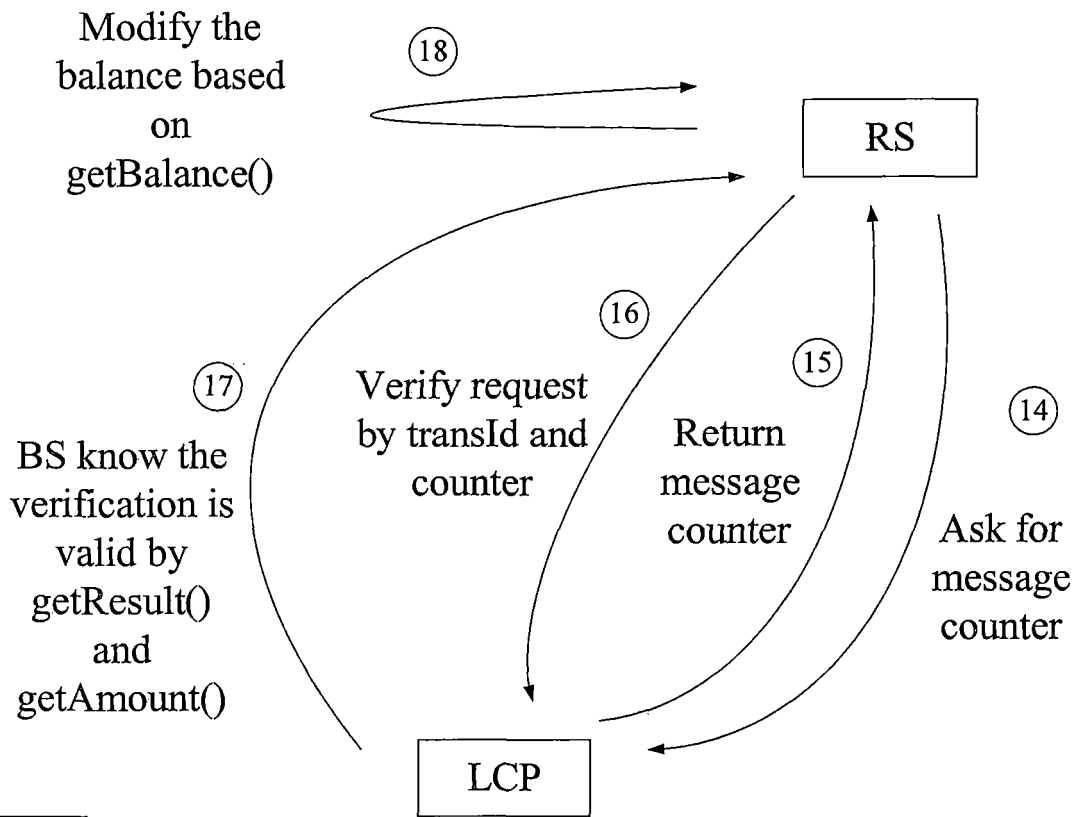 Modify the
balance based
on
getBalance()
18
RS
17
BS know the
verification is
valid by
getResult()
and
getAmount()
16
Verify request
by transId and
counter
15
Return
message
counter
14
Ask for
message
counter
LCP